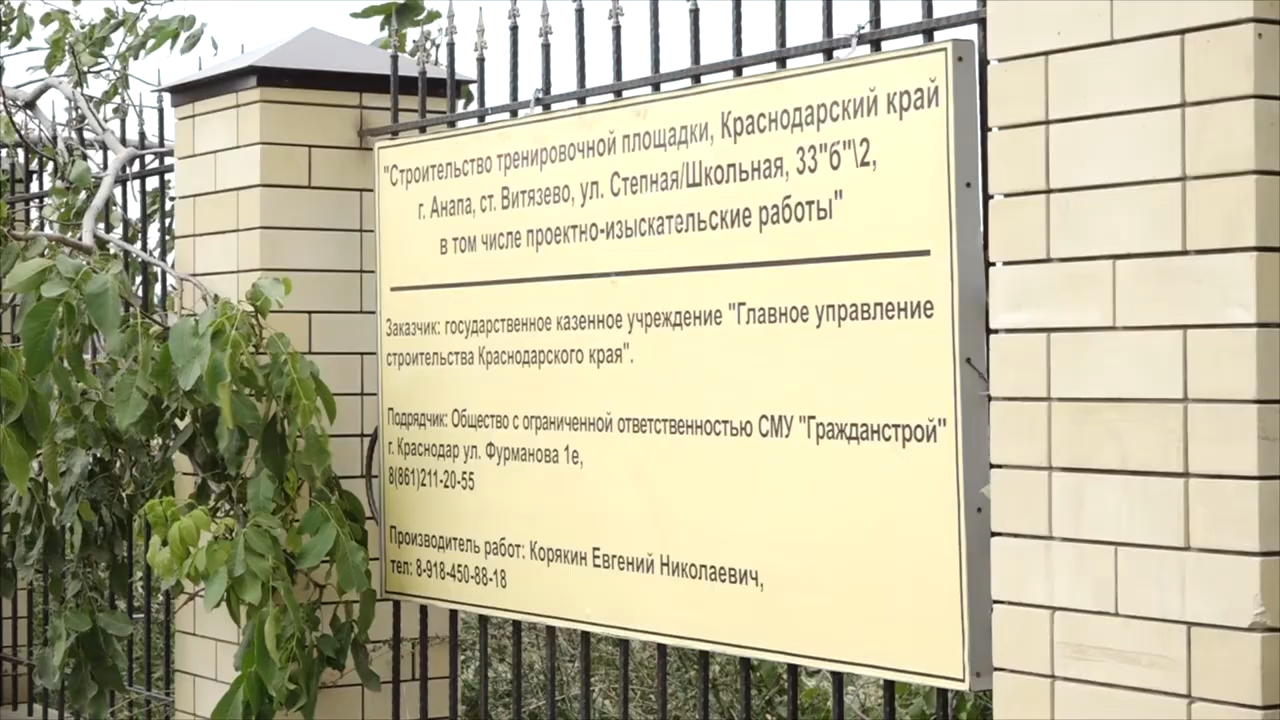 "Строительство тренировочной площадки, Краснодарский край
г. Анапа, ст. Витязево, ул. Степная/Школьная, 33"б"\2,
в том числе проектно-изыскательские работы"
Заказчик: государственное казенное учреждение "Главное управление
строительства Краснодарского края".
Подрядчик: Общество с ограниченной ответственностью СМУ "Гражданстрой"
г. Краснодар ул. Фурманова 1е,
8(861)211-20-55
Производитель работ: Корякин Евгений Николаевич,
тел: 8-918-450-88-18